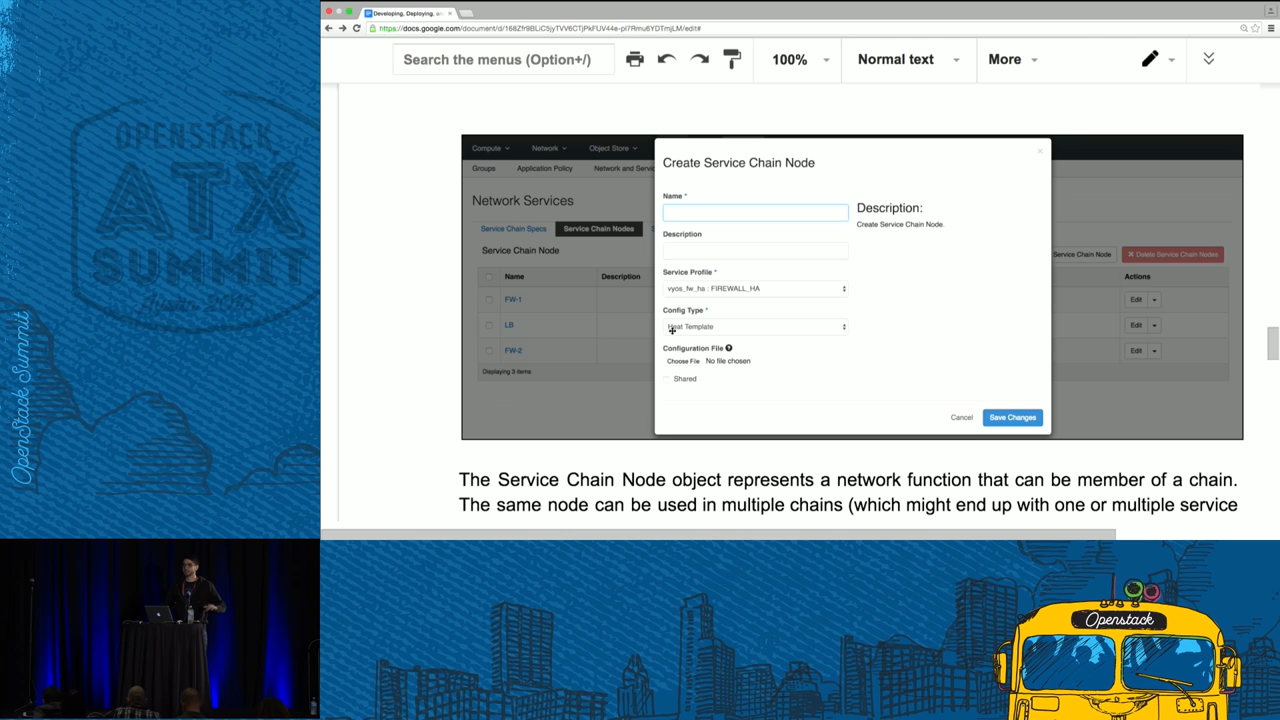 Developing, Deploying, an
https://docs.google.com/document/d/168Zfr9BLiC5jyTVV6CTjPkFUV44e-pI7Rmu6YDTmjLM/edit#
Search the menus (Option+/)
100%
Normal text
More
OPENSTACK
ATX
SUMMIT
Austin 2016
OpenStack Summit
Compute
Network
Object Store
Groups
Application Policy
Network and Servic
Network Services
Service Chain Specs
Service Chain Nodes
S
Service Chain Node
Service Chain Node
Delete Service Chain Nodes
Name
Description
Actions
FW-1
Edit
LB
Edit
FW-2
Edit
Displaying 3 items
Create Service Chain Node
×
Name *
Description
Service Profile *
vyos_fw_ha : FIREWALL_HA
Config Type *
Heat Template
Configuration File
Choose File No file chosen
Shared
Description:
Create Service Chain Node.
Cancel
Save Changes
The Service Chain Node object represents a network function that can be member of a chain.
The same node can be used in multiple chains (which might end up with one or multiple service
Openstack